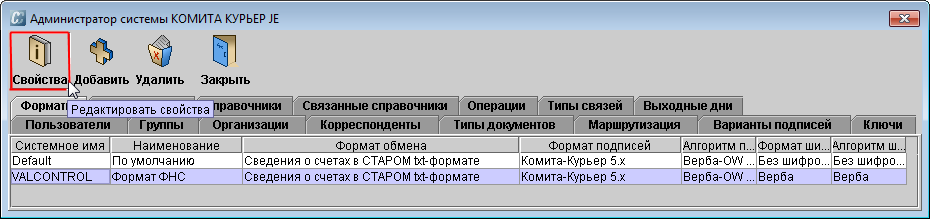 Администратор системы КОМИТА КУРЬЕР JE
Свойства Добавить Удалить Закрыть
Редактировать свойства
Связанные справочники Операции Типы связей Выходные дни
Пользователи Группы Организации Корреспонденты Типы документов Маршрутизация Варианты подписей Ключи
Системное имя Наименование Формат обмена Формат подписей Алгоритм п... Формат ши... Алгоритм ш...
Default По умолчанию Сведения о счетах в СТАРОМ txt-формате Комита-Курьер 5.x Верба-OW ... Без шифро... Без шифро...
VALCONTROL Формат ФНС Сведения о счетах в СТАРОМ txt-формате Комита-Курьер 5.x Верба-OW ... Верба Верба